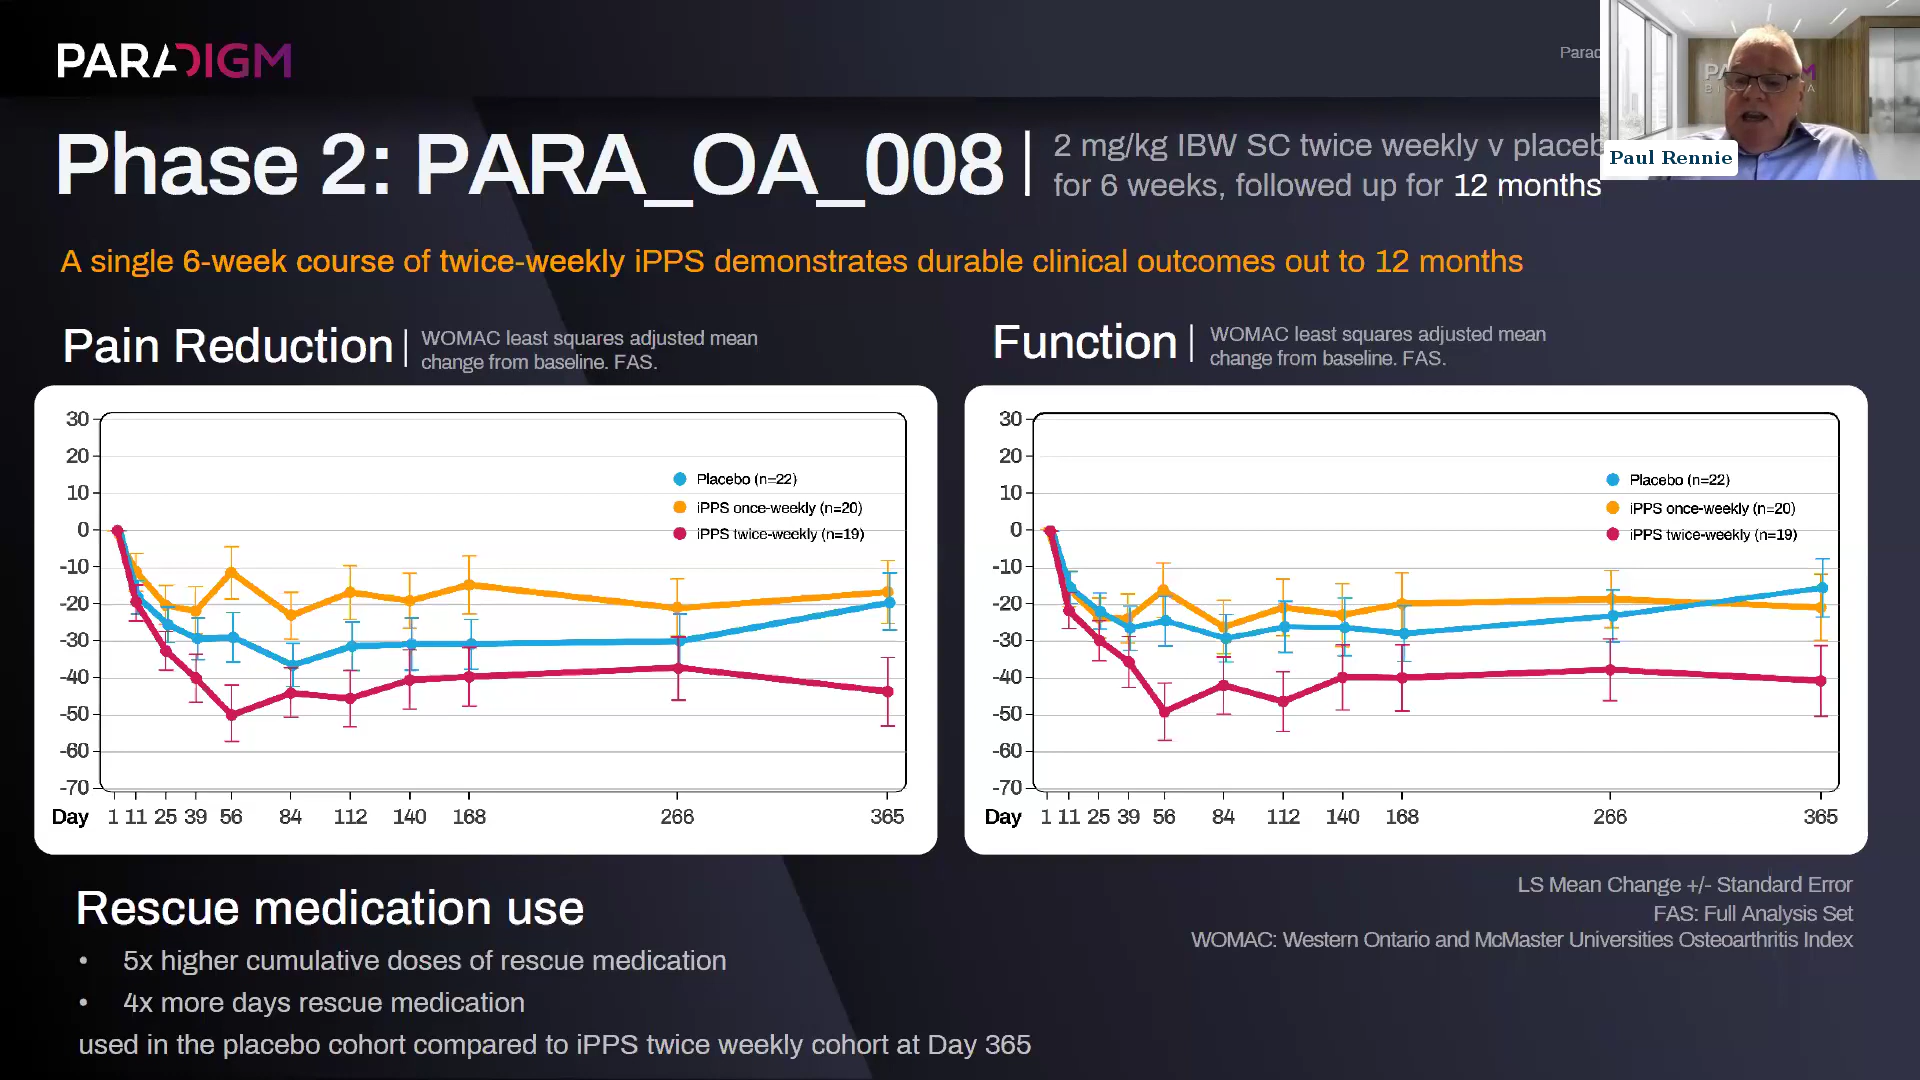 PARADIGM
Parad
Paul Rennie
Phase 2: PARA_OA_008
2 mg/kg IBW SC twice weekly v placeb
for 6 weeks, followed up for 12 months
A single 6-week course of twice-weekly iPPS demonstrates durable clinical outcomes out to 12 months
Pain Reduction
WOMAC least squares adjusted mean
change from baseline. FAS.
30
20
10
0
-10
-20
-30
-40
-50
-60
-70
Placebo (n=22)
iPPS once-weekly (n=20)
iPPS twice-weekly (n=19)
Day 1 11 25 39 56 84 112 140 168 266 365
Function
WOMAC least squares adjusted mean
change from baseline. FAS.
30
20
10
0
-10
-20
-30
-40
-50
-60
-70
Placebo (n=22)
iPPS once-weekly (n=20)
iPPS twice-weekly (n=19)
Day 1 11 25 39 56 84 112 140 168 266 365
LS Mean Change +/- Standard Error
FAS: Full Analysis Set
WOMAC: Western Ontario and McMaster Universities Osteoarthritis Index
Rescue medication use
• 5x higher cumulative doses of rescue medication
• 4x more days rescue medication
used in the placebo cohort compared to iPPS twice weekly cohort at Day 365